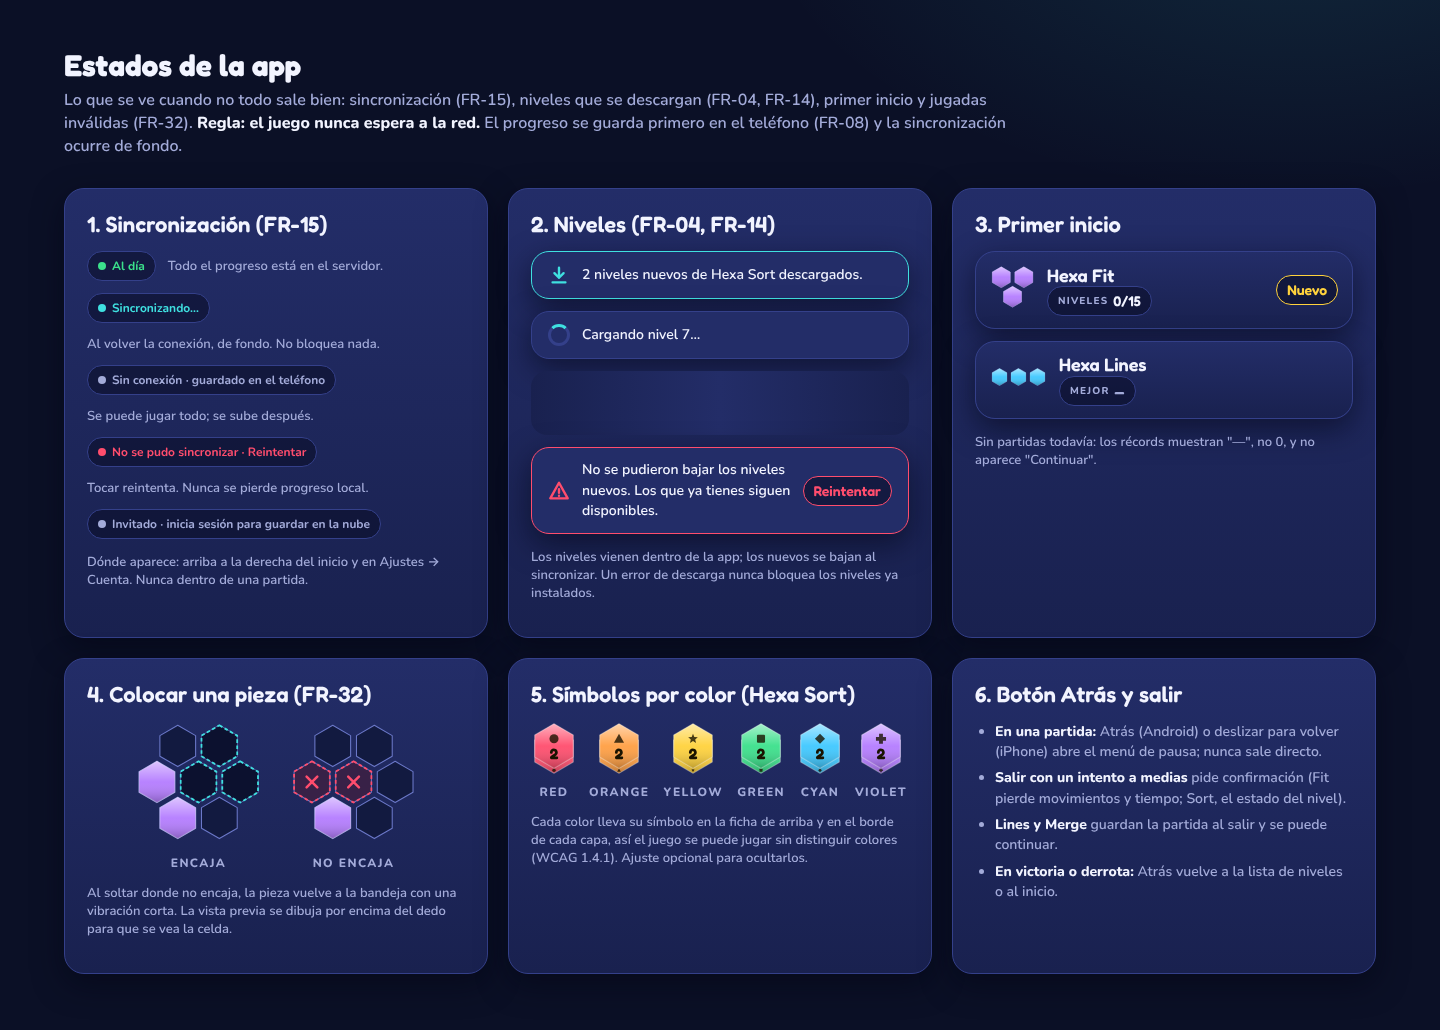 Estados de la app
Lo que se ve cuando no todo sale bien: sincronización (FR-15), niveles que se descargan (FR-04, FR-14), primer inicio y jugadas
inválidas (FR-32). Regla: el juego nunca espera a la red. El progreso se guarda primero en el teléfono (FR-08) y la sincronización
ocurre de fondo.
1. Sincronización (FR-15)
Al día
Todo el progreso está en el servidor.
Sincronizando...
Al volver la conexión, de fondo. No bloquea nada.
Sin conexión · guardado en el teléfono
Se puede jugar todo; se sube después.
No se pudo sincronizar · Reintentar
Tocar reintenta. Nunca se pierde progreso local.
Invitado · inicia sesión para guardar en la nube
Dónde aparece: arriba a la derecha del inicio y en Ajustes →
Cuenta. Nunca dentro de una partida.
2. Niveles (FR-04, FR-14)
2 niveles nuevos de Hexa Sort descargados.
Cargando nivel 7...
No se pudieron bajar los niveles
nuevos. Los que ya tienes siguen
disponibles.
Reintentar
Los niveles vienen dentro de la app; los nuevos se bajan al
sincronizar. Un error de descarga nunca bloquea los niveles ya
instalados.
3. Primer inicio
Hexa Fit
NIVELES 0/15
Nuevo
Hexa Lines
MEJOR —
Sin partidas todavía: los récords muestran "—", no 0, y no
aparece "Continuar".
4. Colocar una pieza (FR-32)
ENCAJA
NO ENCAJA
Al soltar donde no encaja, la pieza vuelve a la bandeja con una
vibración corta. La vista previa se dibuja por encima del dedo
para que se vea la celda.
5. Símbolos por color (Hexa Sort)
2 2 2 2 2 2
RED ORANGE YELLOW GREEN CYAN VIOLET
Cada color lleva su símbolo en la ficha de arriba y en el borde
de cada capa, así el juego se puede jugar sin distinguir colores
(WCAG 1.4.1). Ajuste opcional para ocultarlos.
6. Botón Atrás y salir
• En una partida: Atrás (Android) o deslizar para volver
(iPhone) abre el menú de pausa; nunca sale directo.
• Salir con un intento a medias pide confirmación (Fit
pierde movimientos y tiempo; Sort, el estado del nivel).
• Lines y Merge guardan la partida al salir y se puede
continuar.
• En victoria o derrota: Atrás vuelve a la lista de niveles
o al inicio.